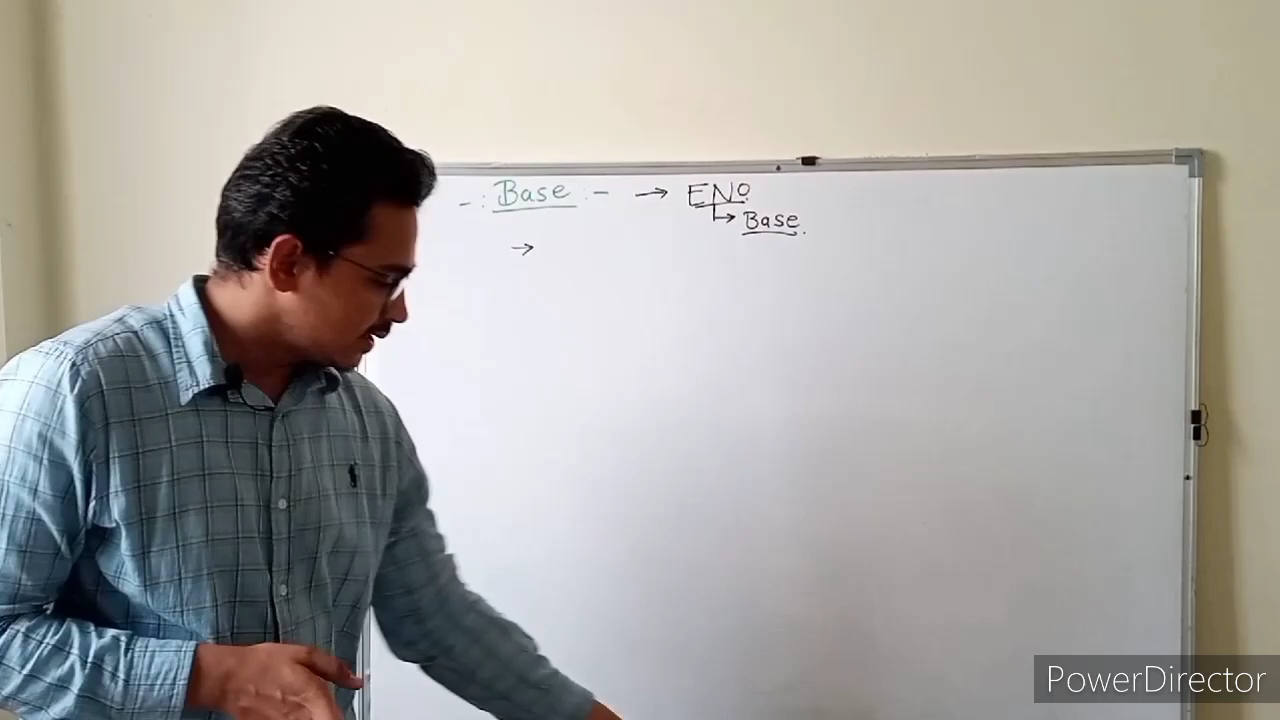 -: Base :- → ENO
→ Base.
→
PowerDirector